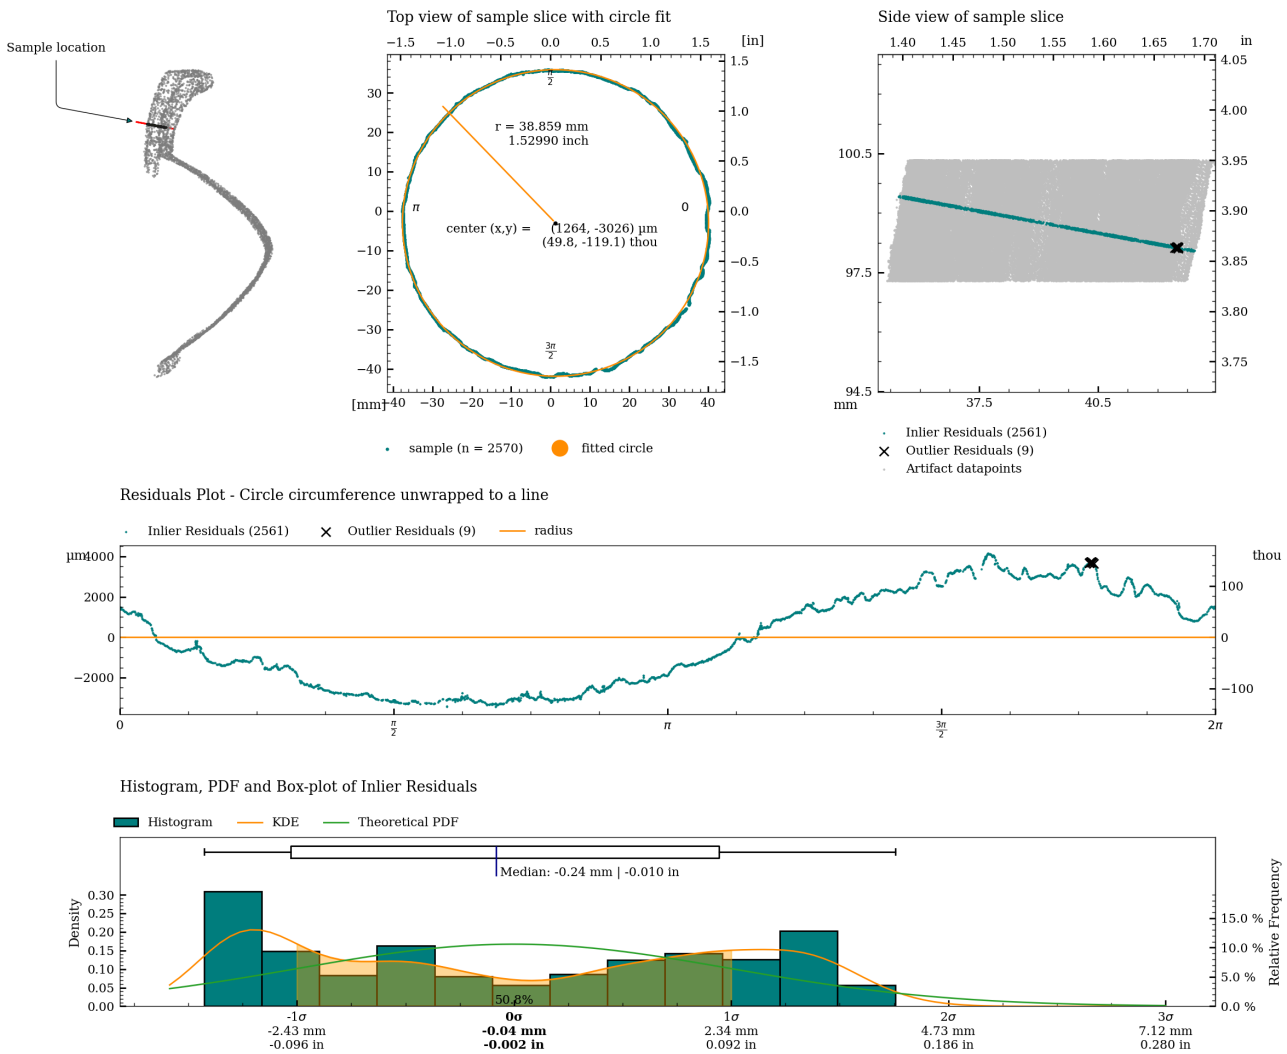 Sample location
Top view of sample slice with circle fit
−1.5 −1.0 −0.5 0.0 0.5 1.0 1.5 [in]
30
20
10
0
−10
−20
−30
−40
1.5
1.0
0.5
0.0
−0.5
−1.0
−1.5
π/2
r = 38.859 mm
1.52990 inch
π
0
center (x,y) = (1264, -3026) µm
(49.8, -119.1) thou
3π/2
[mm]
−40 −30 −20 −10 0 10 20 30 40
sample (n = 2570) fitted circle
Side view of sample slice
1.40 1.45 1.50 1.55 1.60 1.65 1.70 in
100.5
97.5
94.5
4.05
4.00
3.95
3.90
3.85
3.80
3.75
mm
37.5 40.5
Inlier Residuals (2561)
Outlier Residuals (9)
Artifact datapoints
Residuals Plot - Circle circumference unwrapped to a line
Inlier Residuals (2561) Outlier Residuals (9) radius
µm
4000
2000
0
−2000
thou
100
0
−100
0 π/2 π 3π/2 2π
Histogram, PDF and Box-plot of Inlier Residuals
Histogram KDE Theoretical PDF
Median: -0.24 mm | -0.010 in
Density
0.30
0.25
0.20
0.15
0.10
0.05
0.00
Relative Frequency
15.0 %
10.0 %
5.0 %
0.0 %
50.8%
-1σ 0σ 1σ 2σ 3σ
-2.43 mm -0.04 mm 2.34 mm 4.73 mm 7.12 mm
-0.096 in -0.002 in 0.092 in 0.186 in 0.280 in